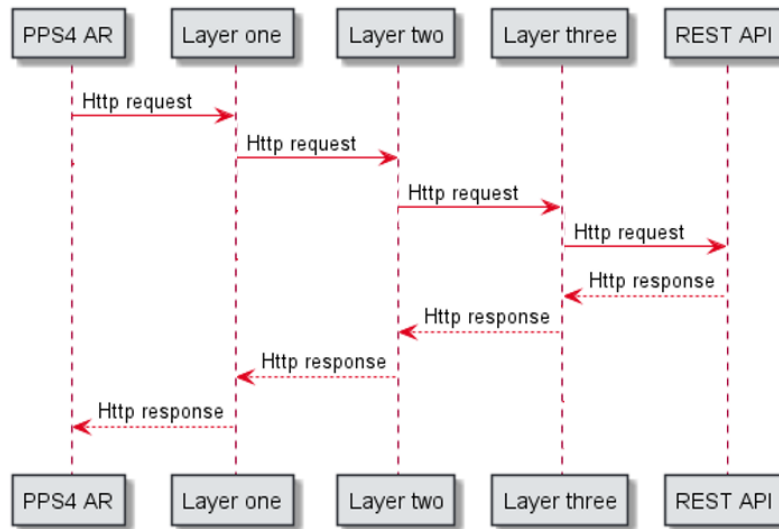 PPS4 AR
Layer one
Layer two
Layer three
REST API
Http request
Http request
Http request
Http request
Http response
Http response
Http response
Http response
PPS4 AR
Layer one
Layer two
Layer three
REST API